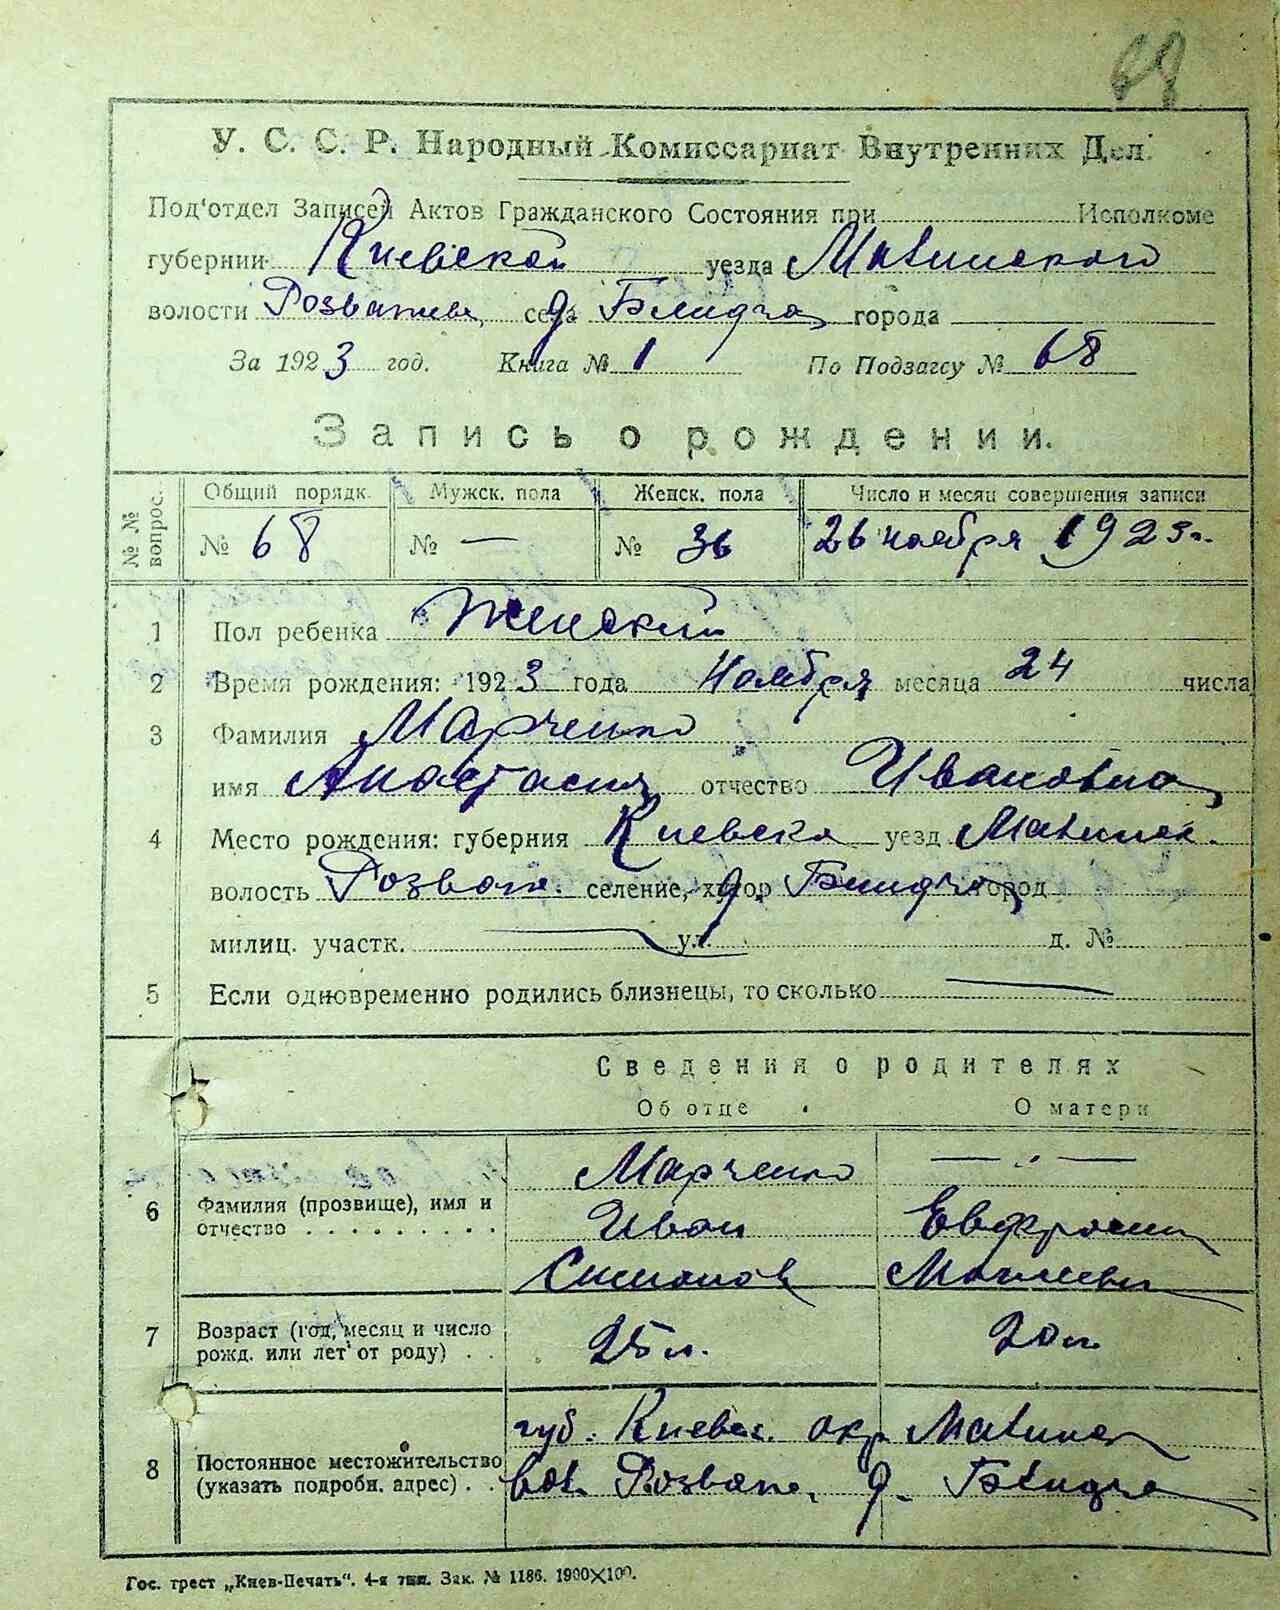 68
У. С. С. Р. Народный Комиссариат Внутренних Дел.
Под‘отдел Записей Актов Гражданского Состояния при Исполкоме
губернии Киевской уезда Малинского
волости Розважев, села д Блидча города
За 1923 год. Книга № 1 По Подзагсу № 68
Запись о рождении.
№ № вопрос. Общий порядк. Мужск. пола Женск. пола Число и месяц совершения записи
№ 68 № — № 36 26 ноября 1923 г.
1 Пол ребенка Женский
2 Время рождения: 1923 года Ноября месяца 24 числа
3 Фамилия Марченко
имя Анастасия отчество Ивановна
4 Место рождения: губерния Киевска уезд Малинск.
волость Розваж. селение, хутор д. Блидча город
милиц. участк. — ул. д. №
5 Если одновременно родились близнецы, то сколько —
Сведения о родителях
Об отце О матери
6 Фамилия (прозвище), имя и отчество Марченко — „ —
Иван Евфросин
Симонов
7 Возраст (год, месяц и число рожд. или лет от роду) 25 л. 20 л.
8 Постоянное местожительство (указать подробн. адрес) губ. Киевск. окр Малинск
вол. Розваж. д. Блидча
Гос. трест „Киев-Печать“. 4-я тип. Зак. № 1186. 1900×100.